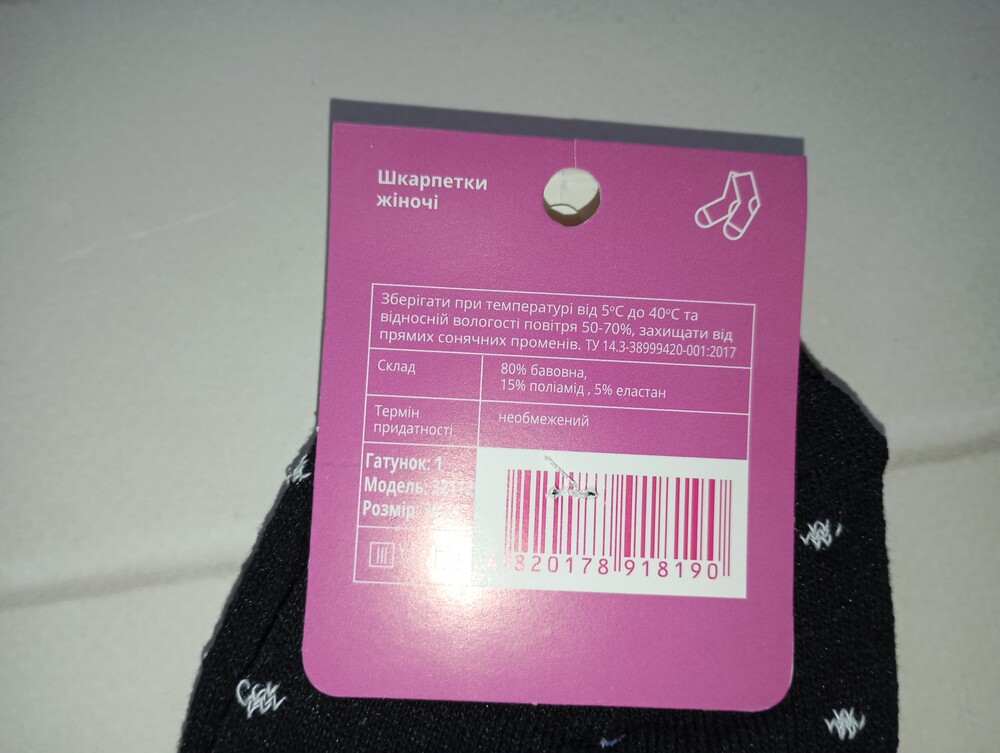 Шкарпетки
жіночі
Зберігати при температурі від 5ºС до 40ºС та
відносній вологості повітря 50-70%, захищати від
прямих сонячних променів. ТУ 14.3-38999420-001:2017
Склад
80% бавовна,
15% поліамід , 5% еластан
Термін
придатності
необмежений
Гатунок: 1
Модель:
Розмір:
820178 918190